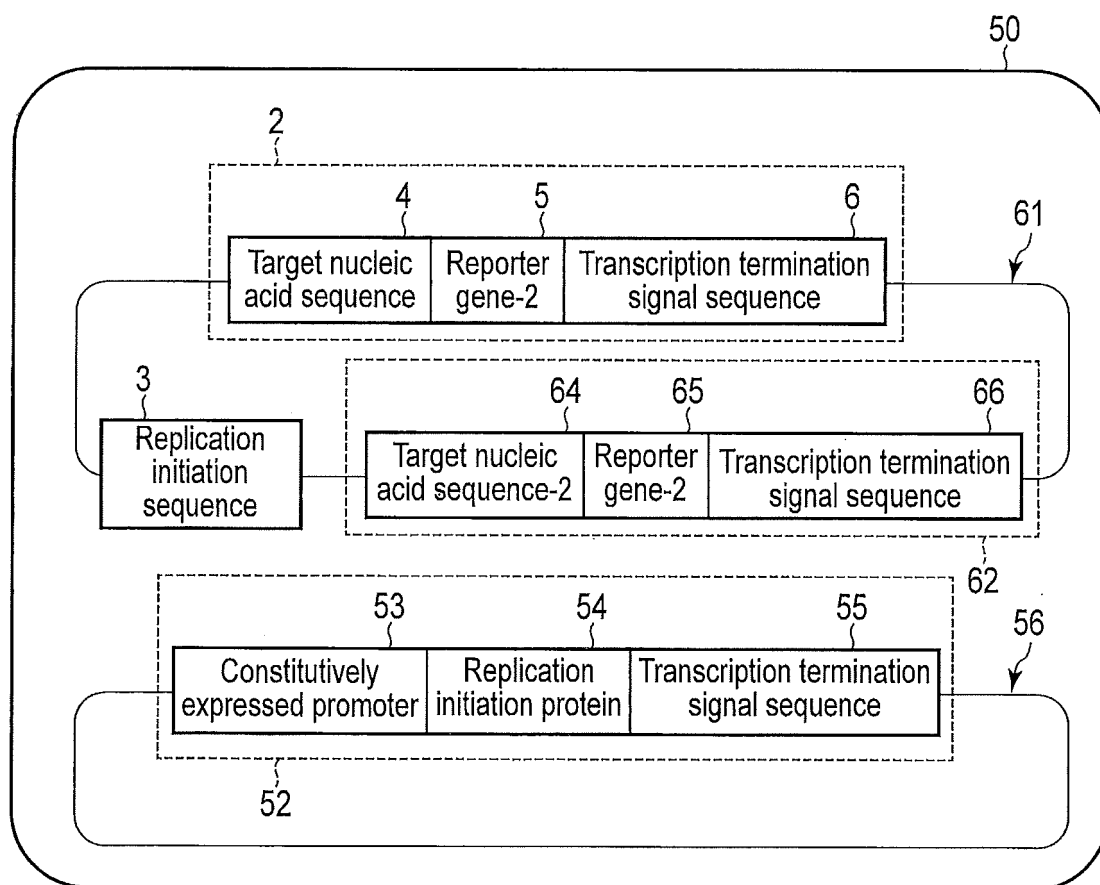 50
2
4
5
6
61
Target nucleic
acid sequence
Reporter
gene-2
Transcription termination
signal sequence
3
64
65
66
Replication
initiation
sequence
Target nucleic
acid sequence-2
Reporter
gene-2
Transcription termination
signal sequence
62
53
54
55
56
Constitutively
expressed promoter
Replication
initiation protein
Transcription termination
signal sequence
52